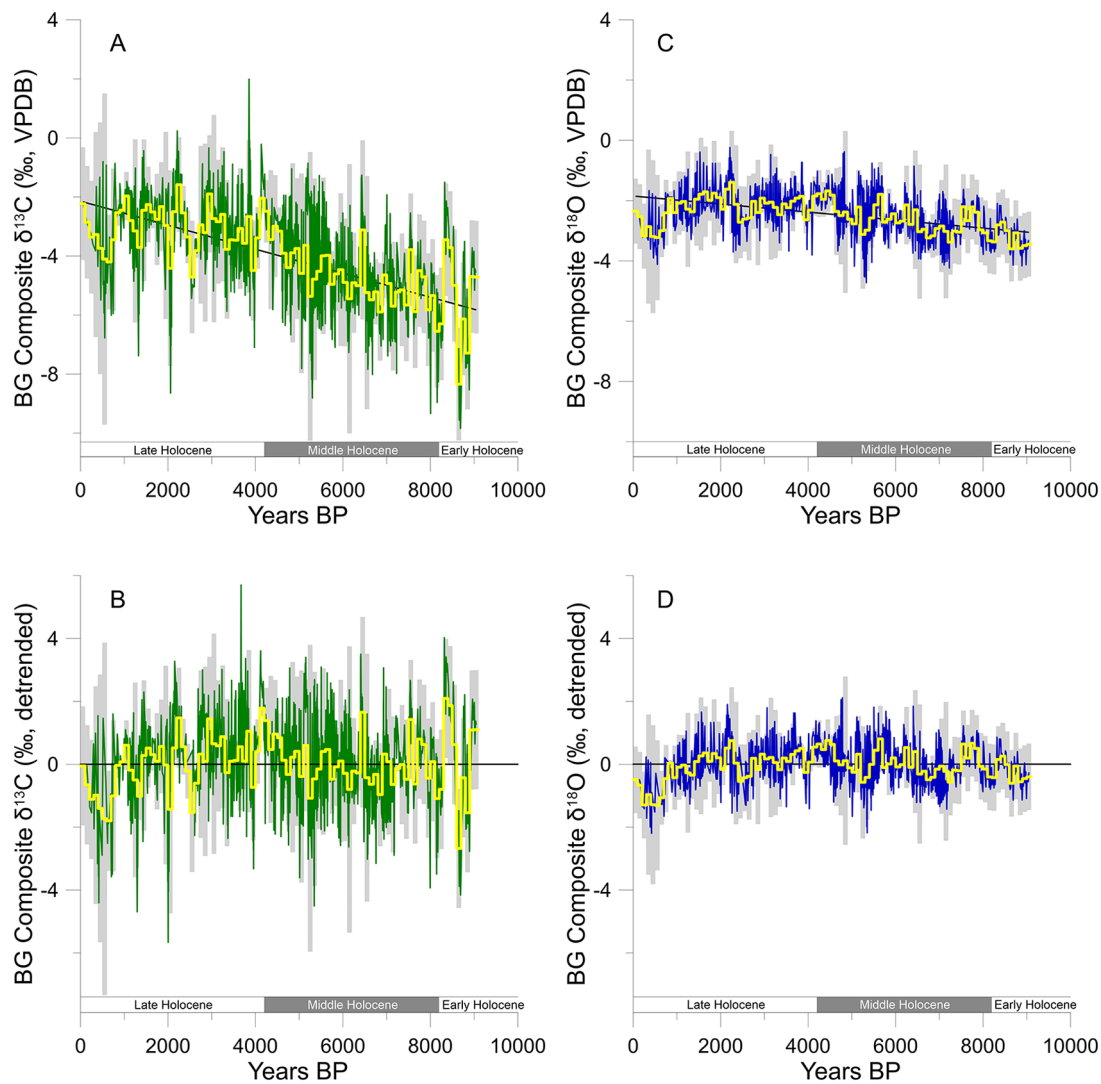 A
BG Composite δ¹³C (‰, VPDB)
4
0
-4
-8
Late Holocene Middle Holocene Early Holocene
0 2000 4000 6000 8000 10000
Years BP
C
BG Composite δ¹⁸O (‰, VPDB)
4
0
-4
-8
Late Holocene Middle Holocene Early Holocene
0 2000 4000 6000 8000 10000
Years BP
B
BG Composite δ¹³C (‰, detrended)
4
0
-4
Late Holocene Middle Holocene Early Holocene
0 2000 4000 6000 8000 10000
Years BP
D
BG Composite δ¹⁸O (‰, detrended)
4
0
-4
Late Holocene Middle Holocene Early Holocene
0 2000 4000 6000 8000 10000
Years BP